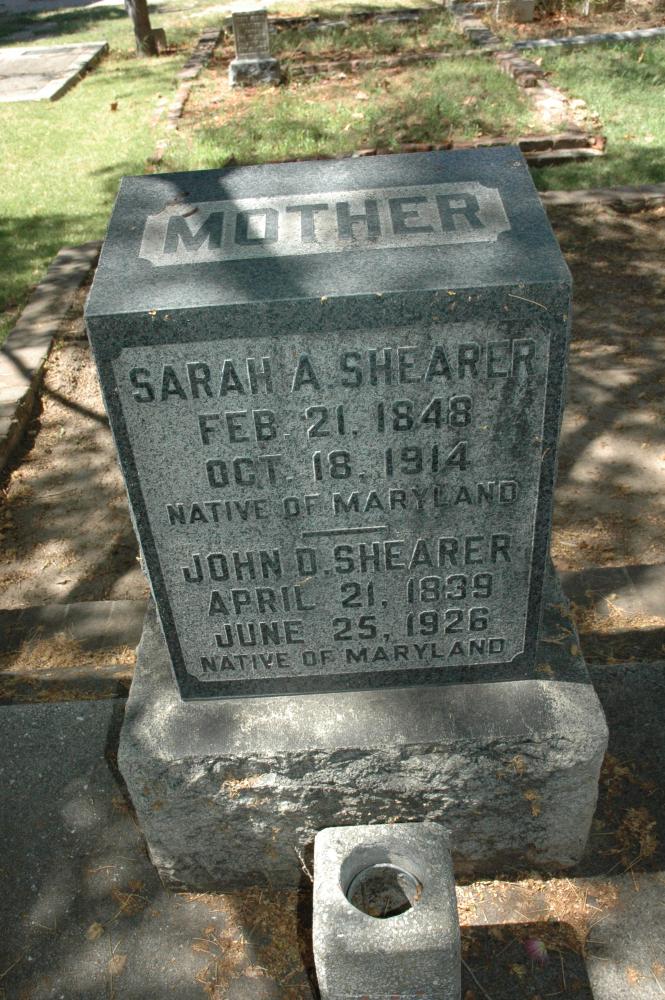 MOTHER
SARAH A. SHEARER
FEB. 21, 1848
OCT. 18, 1914
NATIVE OF MARYLAND
JOHN D. SHEARER
APRIL 21, 1839
JUNE 25, 1926
NATIVE OF MARYLAND